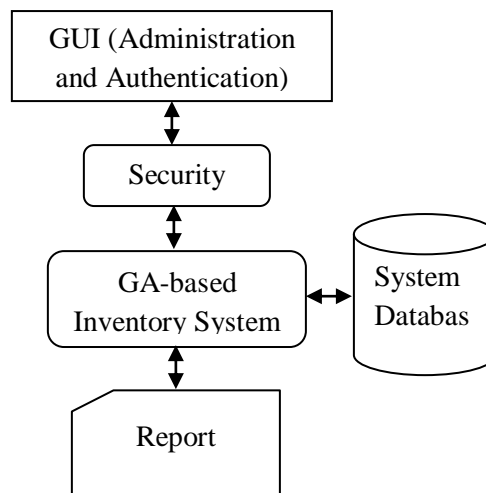 GUI (Administration
and Authentication)
Security
GA-based
Inventory System
System
Databas
Report